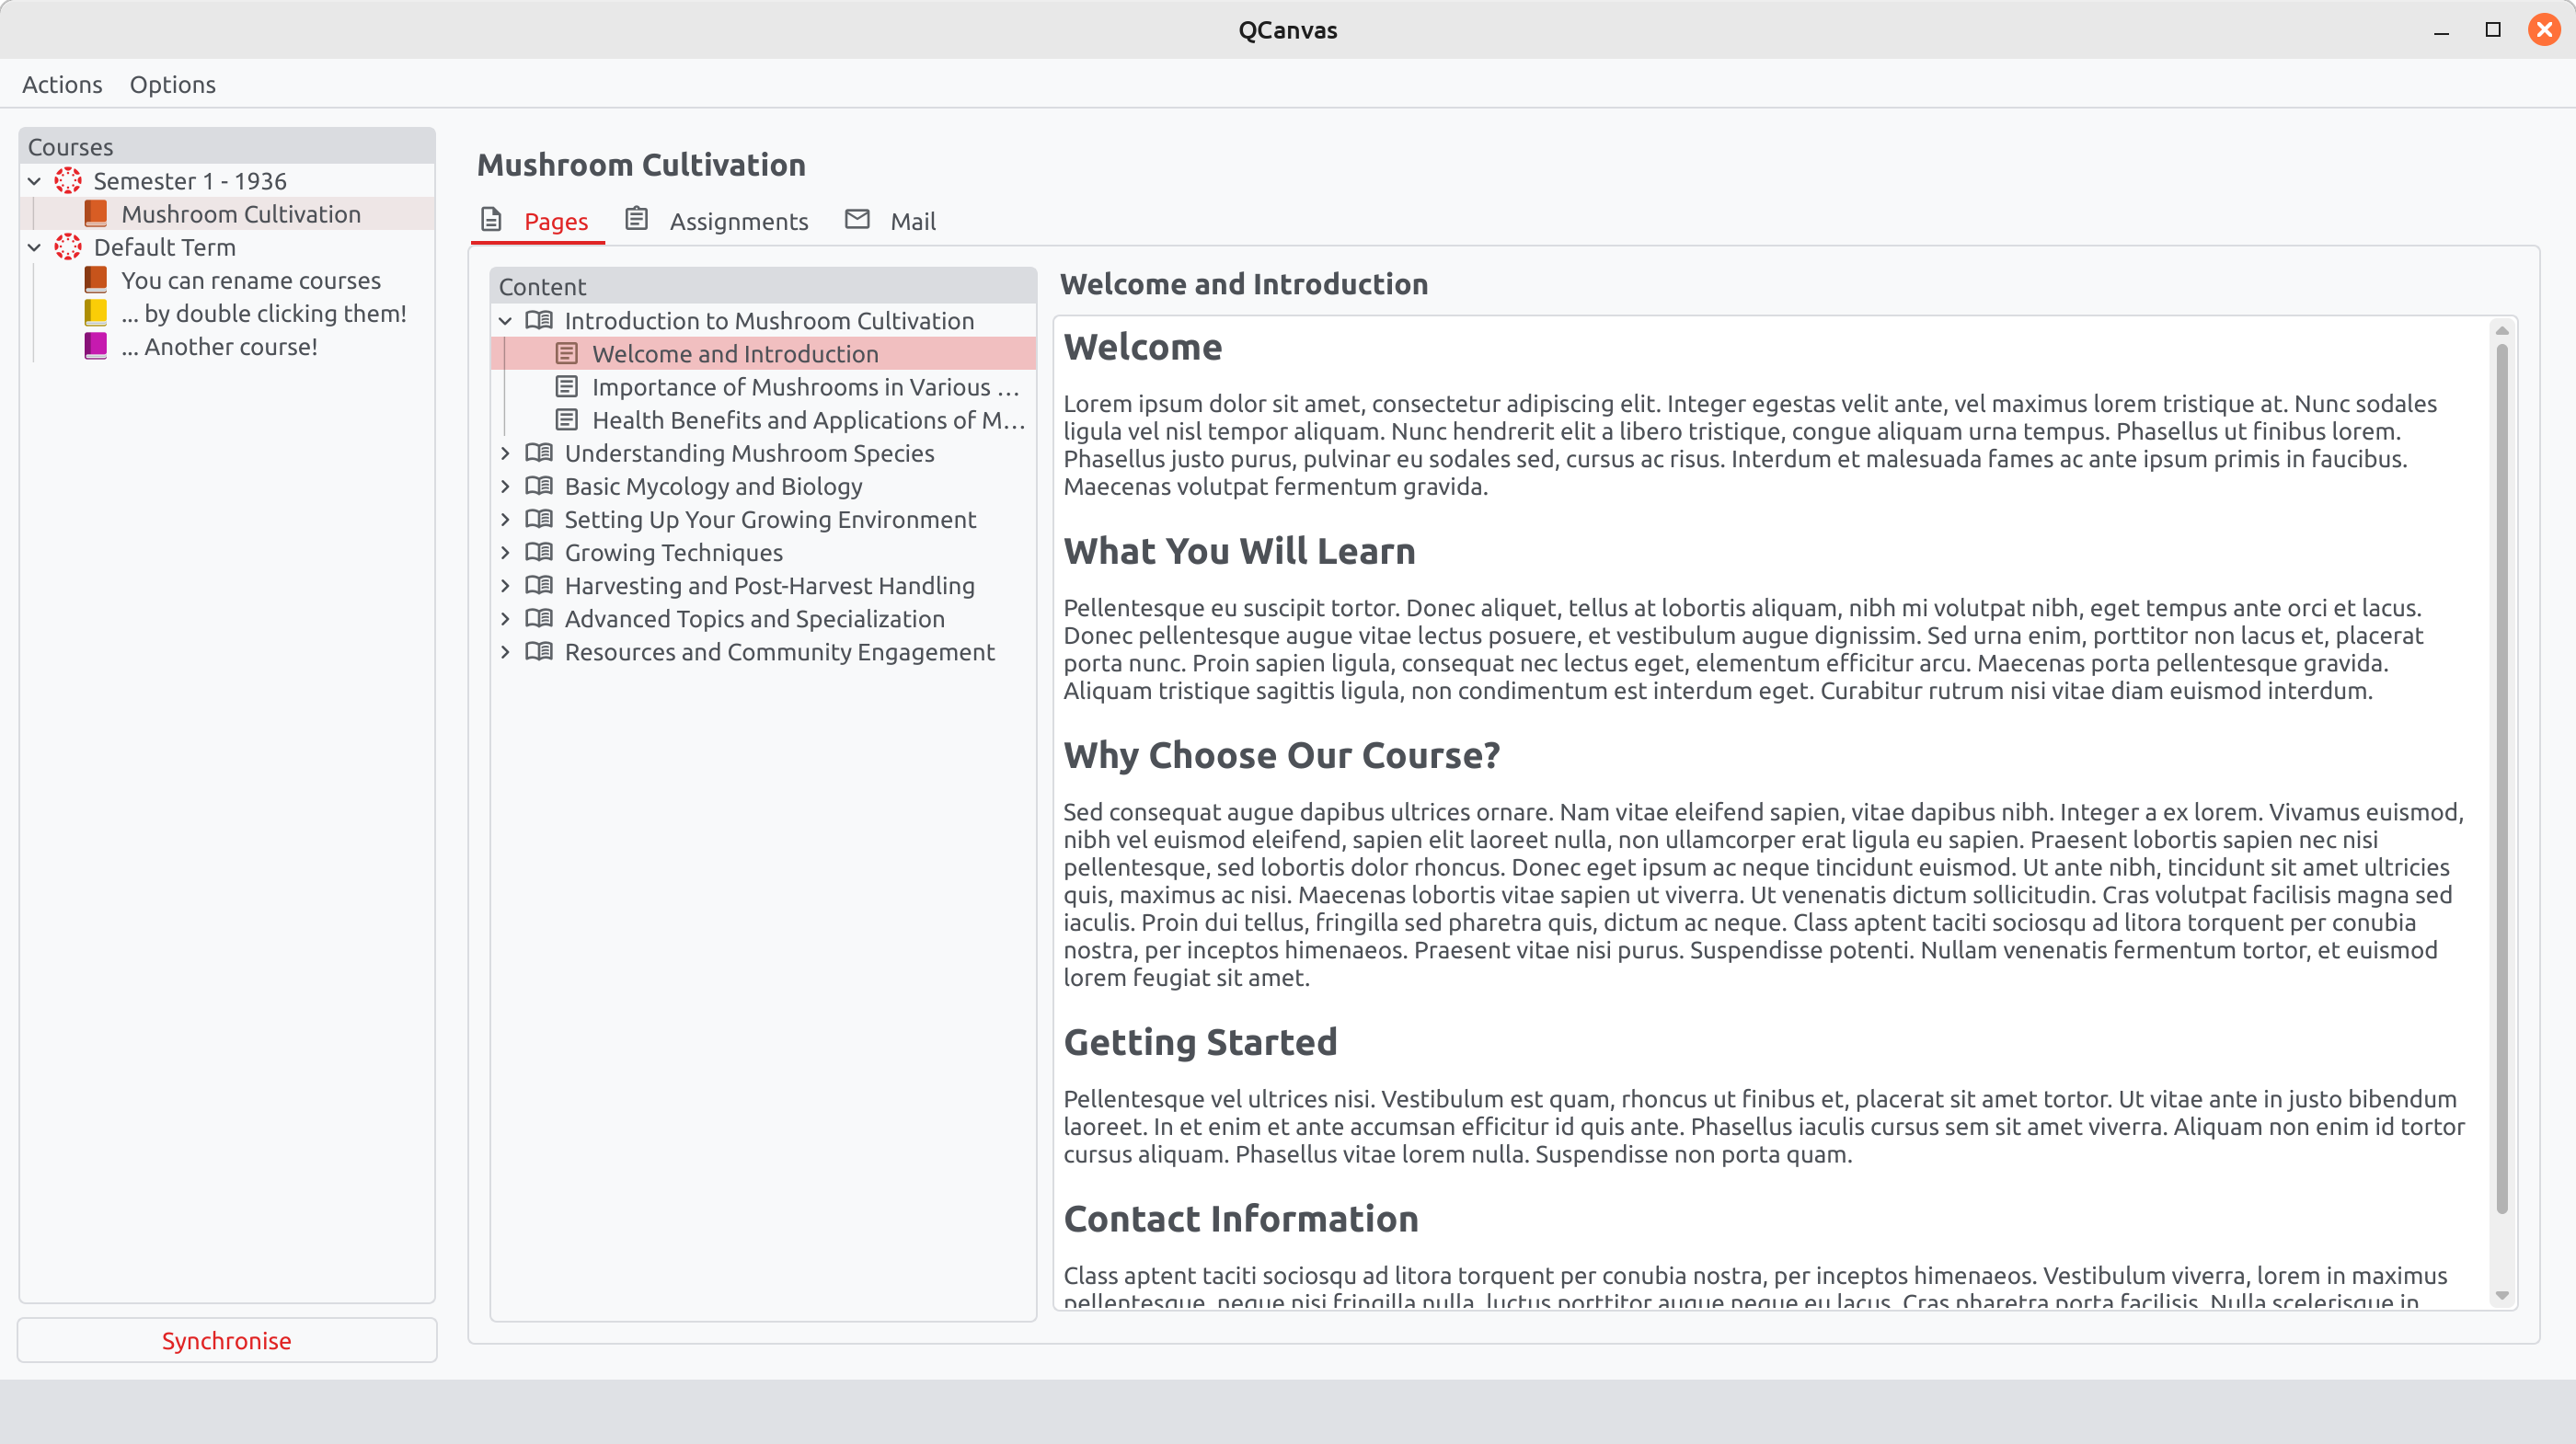 QCanvas
Actions Options
Courses
Semester 1 - 1936
Mushroom Cultivation
Default Term
You can rename courses
... by double clicking them!
... Another course!
Synchronise
Mushroom Cultivation
Pages Assignments Mail
Content
Introduction to Mushroom Cultivation
Welcome and Introduction
Importance of Mushrooms in Various ...
Health Benefits and Applications of M...
Understanding Mushroom Species
Basic Mycology and Biology
Setting Up Your Growing Environment
Growing Techniques
Harvesting and Post-Harvest Handling
Advanced Topics and Specialization
Resources and Community Engagement
Welcome and Introduction
Welcome
Lorem ipsum dolor sit amet, consectetur adipiscing elit. Integer egestas velit ante, vel maximus lorem tristique at. Nunc sodales
ligula vel nisl tempor aliquam. Nunc hendrerit elit a libero tristique, congue aliquam urna tempus. Phasellus ut finibus lorem.
Phasellus justo purus, pulvinar eu sodales sed, cursus ac risus. Interdum et malesuada fames ac ante ipsum primis in faucibus.
Maecenas volutpat fermentum gravida.
What You Will Learn
Pellentesque eu suscipit tortor. Donec aliquet, tellus at lobortis aliquam, nibh mi volutpat nibh, eget tempus ante orci et lacus.
Donec pellentesque augue vitae lectus posuere, et vestibulum augue dignissim. Sed urna enim, porttitor non lacus et, placerat
porta nunc. Proin sapien ligula, consequat nec lectus eget, elementum efficitur arcu. Maecenas porta pellentesque gravida.
Aliquam tristique sagittis ligula, non condimentum est interdum eget. Curabitur rutrum nisi vitae diam euismod interdum.
Why Choose Our Course?
Sed consequat augue dapibus ultrices ornare. Nam vitae eleifend sapien, vitae dapibus nibh. Integer a ex lorem. Vivamus euismod,
nibh vel euismod eleifend, sapien elit laoreet nulla, non ullamcorper erat ligula eu sapien. Praesent lobortis sapien nec nisi
pellentesque, sed lobortis dolor rhoncus. Donec eget ipsum ac neque tincidunt euismod. Ut ante nibh, tincidunt sit amet ultricies
quis, maximus ac nisi. Maecenas lobortis vitae sapien ut viverra. Ut venenatis dictum sollicitudin. Cras volutpat facilisis magna sed
iaculis. Proin dui tellus, fringilla sed pharetra quis, dictum ac neque. Class aptent taciti sociosqu ad litora torquent per conubia
nostra, per inceptos himenaeos. Praesent vitae nisi purus. Suspendisse potenti. Nullam venenatis fermentum tortor, et euismod
lorem feugiat sit amet.
Getting Started
Pellentesque vel ultrices nisi. Vestibulum est quam, rhoncus ut finibus et, placerat sit amet tortor. Ut vitae ante in justo bibendum
laoreet. In et enim et ante accumsan efficitur id quis ante. Phasellus iaculis cursus sem sit amet viverra. Aliquam non enim id tortor
cursus aliquam. Phasellus vitae lorem nulla. Suspendisse non porta quam.
Contact Information
Class aptent taciti sociosqu ad litora torquent per conubia nostra, per inceptos himenaeos. Vestibulum viverra, lorem in maximus
pellentesque, neque nisi fringilla nulla, luctus porttitor augue neque eu lacus. Cras pharetra porta facilisis. Nulla scelerisque in